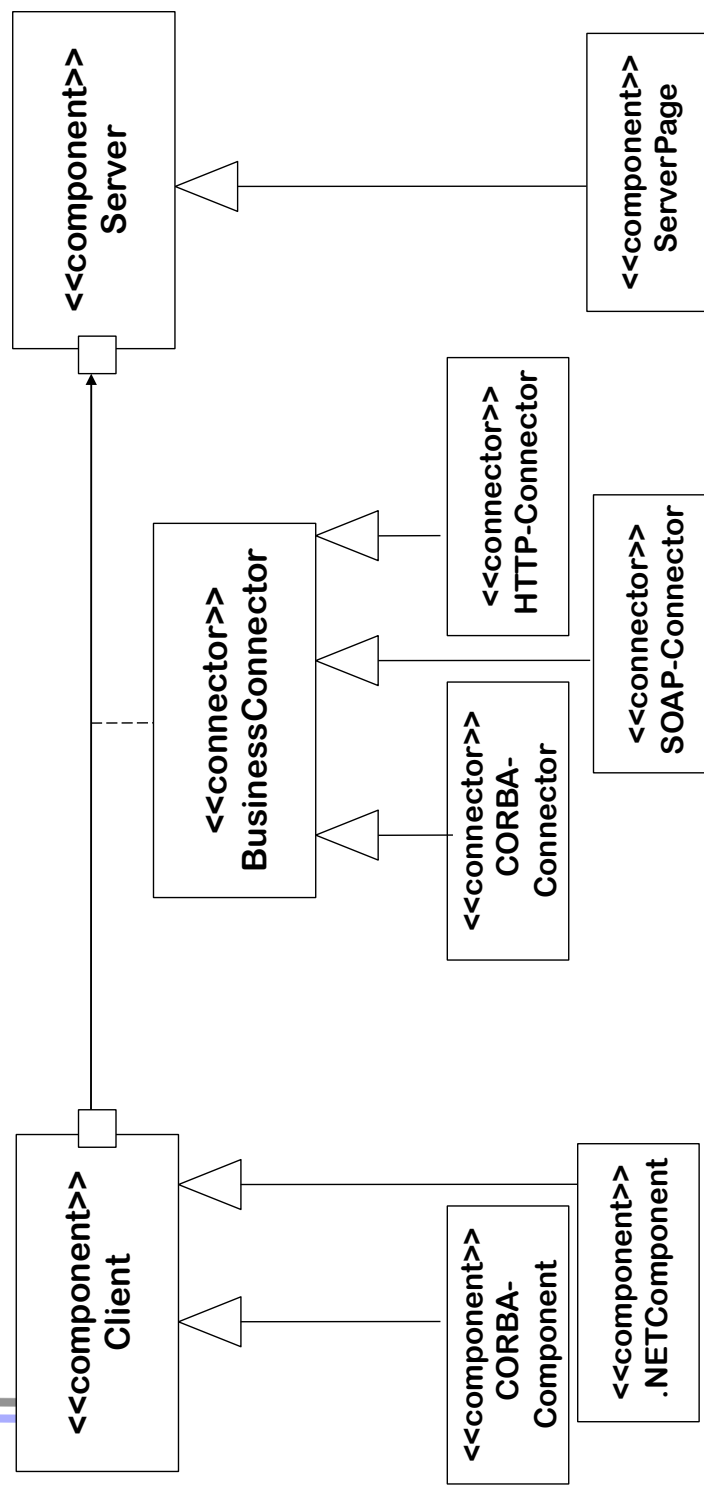 <<component>>
Client
<<component>>
Server
<<connector>>
BusinessConnector
<<component>>
CORBA-
Component
<<connector>>
CORBA-
Connector
<<connector>>
HTTP-Connector
<<component>>
.NETComponent
<<connector>>
SOAP-Connector
<<component>>
ServerPage